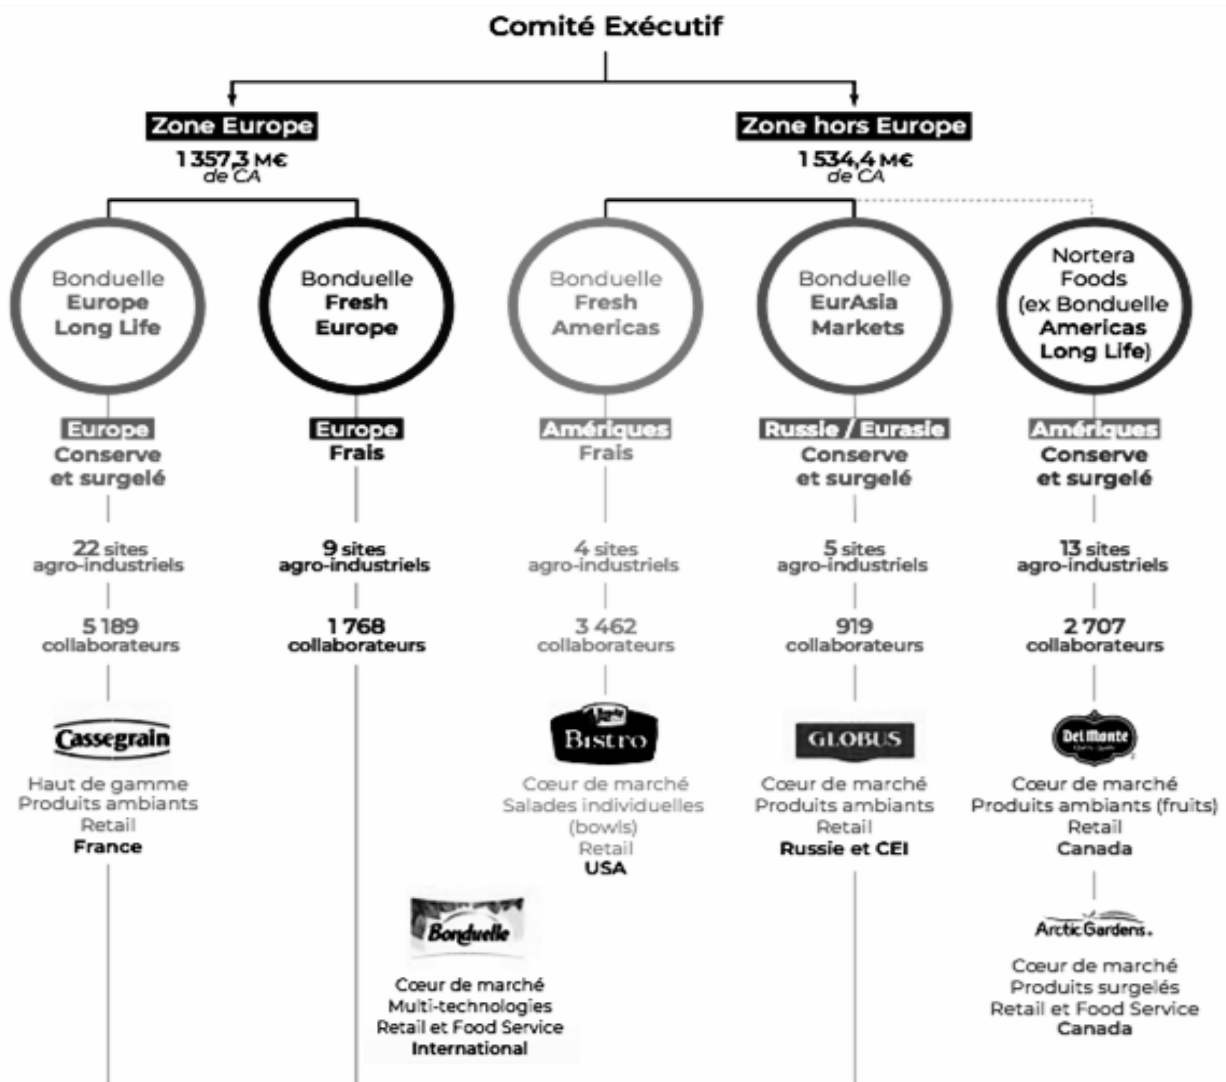 Comité Exécutif
Zone Europe
1 357,3 M€
de CA
Zone hors Europe
1 534,4 M€
de CA
Bonduelle
Europe
Long Life
Bonduelle
Fresh
Europe
Bonduelle
Fresh
Americas
Bonduelle
EurAsia
Markets
Nortera
Foods
(ex Bonduelle
Americas
Long Life)
Europe
Conserve
et surgelé
Europe
Frais
Amériques
Frais
Russie / Eurasie
Conserve
et surgelé
Amériques
Conserve
et surgelé
22 sites
agro-industriels
9 sites
agro-industriels
4 sites
agro-industriels
5 sites
agro-industriels
13 sites
agro-industriels
5 189
collaborateurs
1 768
collaborateurs
3 462
collaborateurs
919
collaborateurs
2 707
collaborateurs
Cassegrain
Haut de gamme
Produits ambiants
Retail
France
Bistro
Cœur de marché
Salades individuelles
(bowls)
Retail
USA
GLOBUS
Cœur de marché
Produits ambiants
Retail
Russie et CEI
Del Monte
Cœur de marché
Produits ambiants (fruits)
Retail
Canada
Bonduelle
Cœur de marché
Multi-technologies
Retail et Food Service
International
Arctic Gardens
Cœur de marché
Produits surgelés
Retail et Food Service
Canada